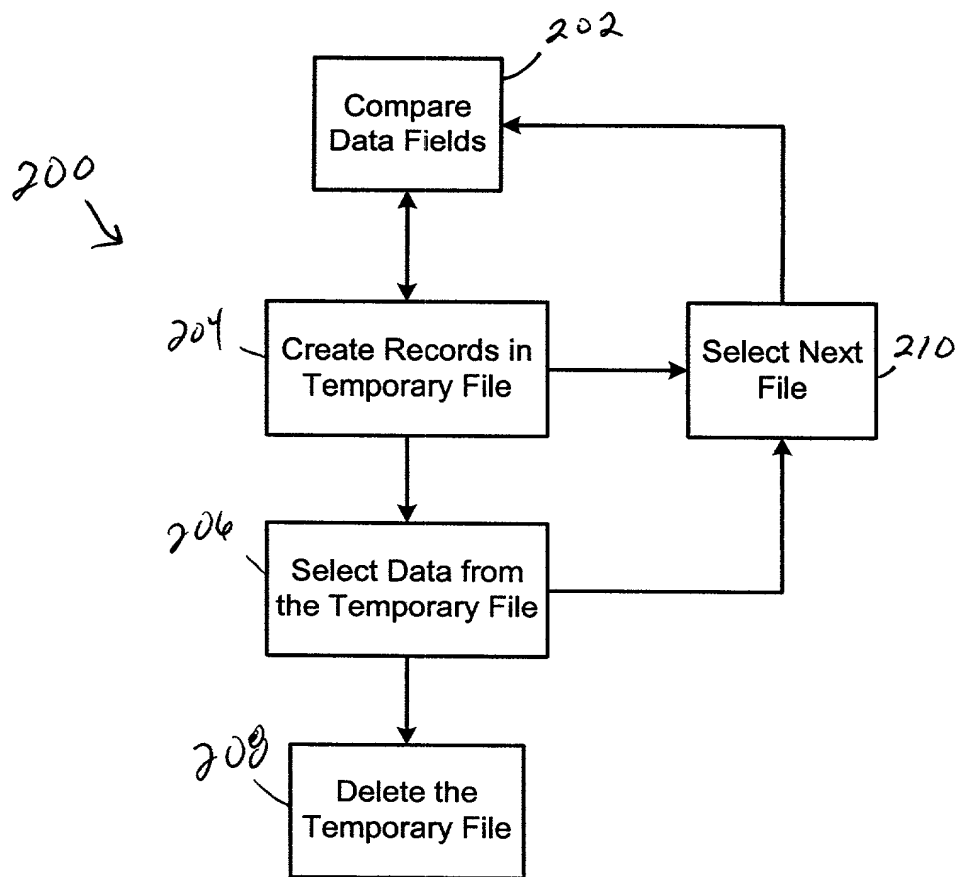 202
Compare
Data Fields
200
204
Create Records in
Temporary File
Select Next
File
210
206
Select Data from
the Temporary File
208
Delete the
Temporary File